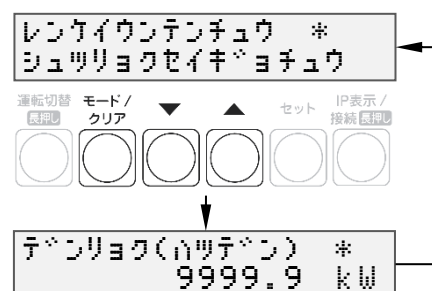 レンケイウンテンチュウ *
シュツリョクセイギョチュウ
運転切替 長押し
モード/クリア
▼
▲
セット
IP表示/接続 長押し
デンリョク(ハツデン) *
9999.9 kW